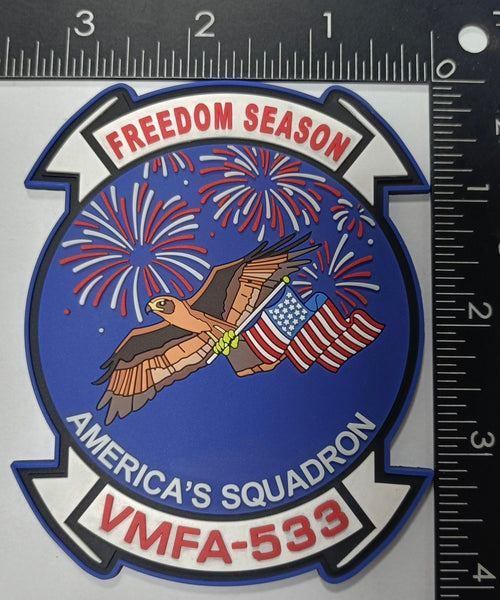 3 2 1 0
FREEDOM SEASON
1
2
3
4
AMERICA'S SQUADRON
VMFA-533